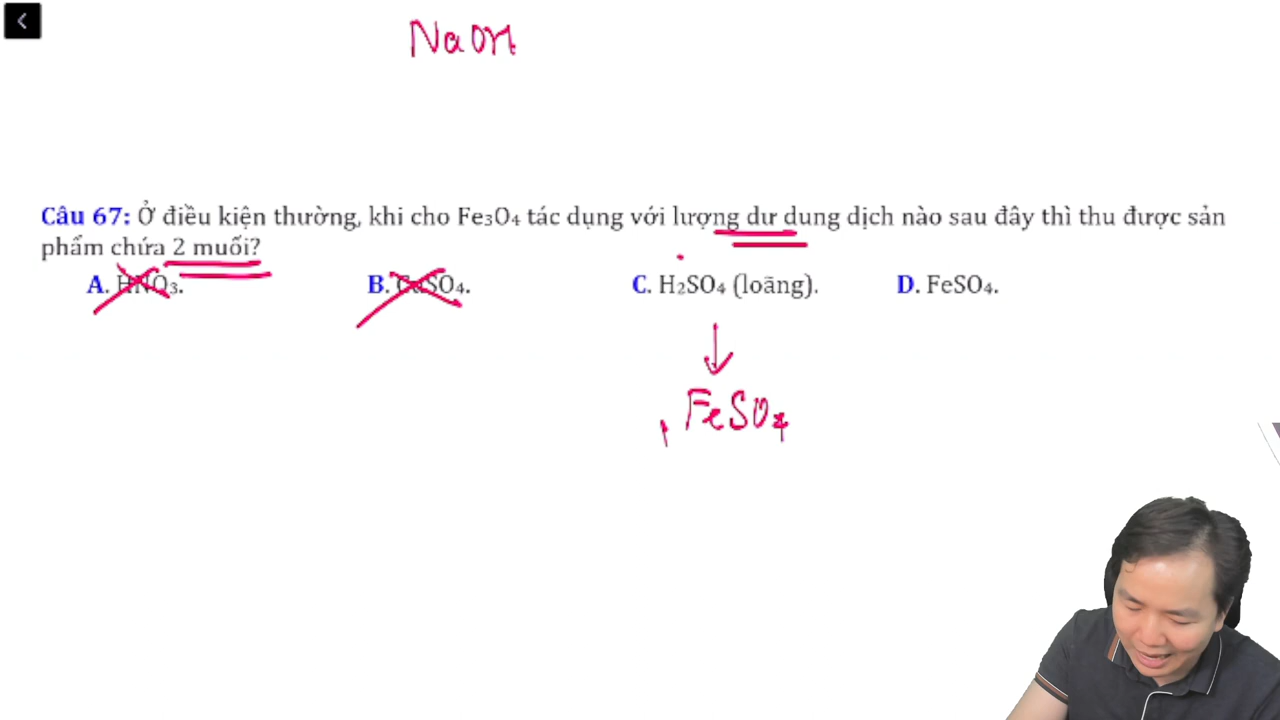 NaOH
Câu 67: Ở điều kiện thường, khi cho Fe₃O₄ tác dụng với lượng dư dung dịch nào sau đây thì thu được sản
phẩm chứa 2 muối?
A. HNO₃. B. CuSO₄. C. H₂SO₄ (loãng). D. FeSO₄.
FeSO₄